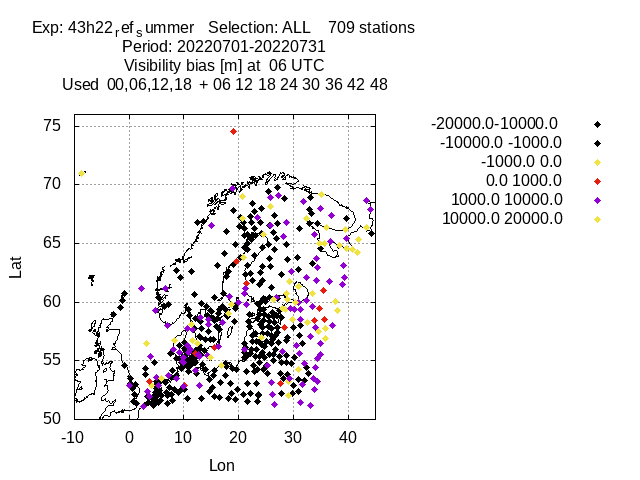 Exp: 43h22refsummer   Selection: ALL    709 stations
Period: 20220701-20220731
Visibility bias [m] at  06 UTC
Used  00,06,12,18  + 06 12  18 24 30  36 42  48
-20000.0-10000.0
-10000.0 -1000.0
-1000.0 0.0
0.0 1000.0
1000.0 10000.0
10000.0 20000.0
75
70
65
60
55
50
Lat
-10 0 10 20 30 40
Lon